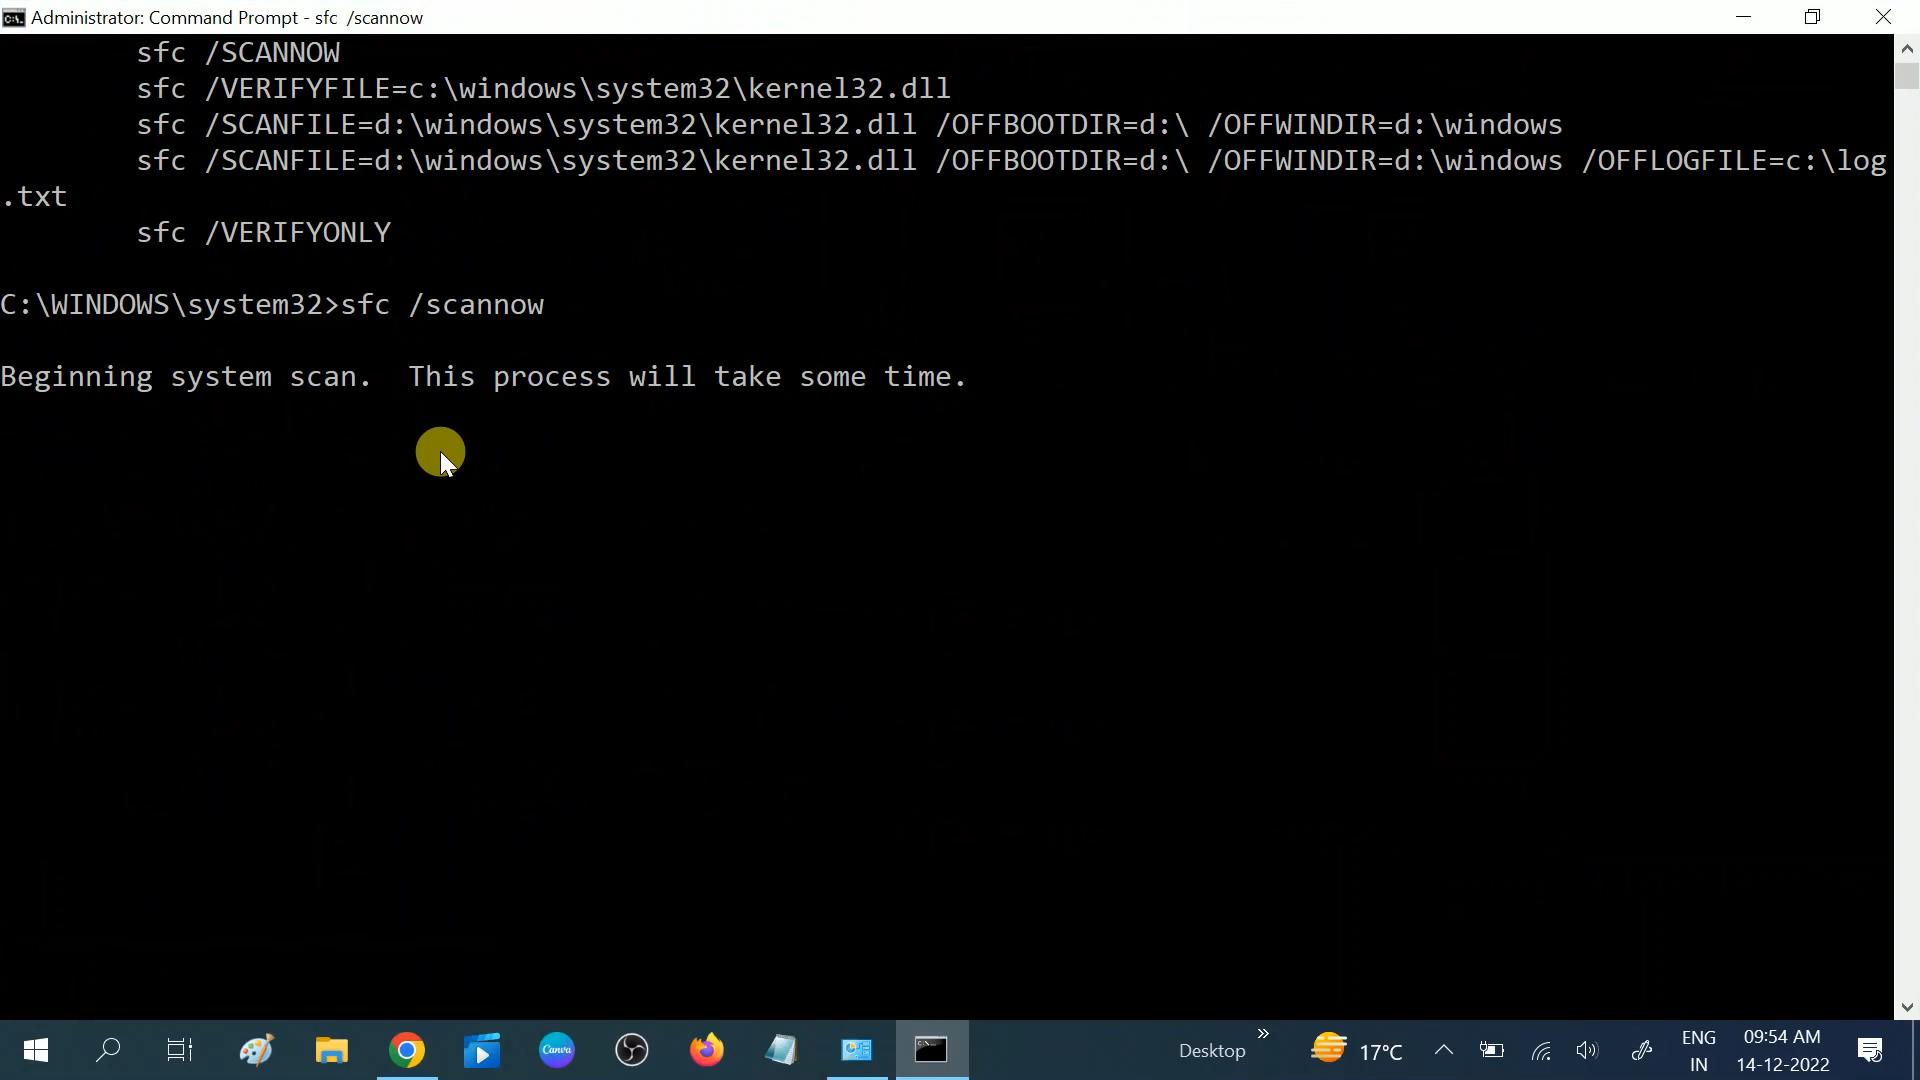 Administrator: Command Prompt - sfc  /scannow
sfc /SCANNOW
sfc /VERIFYFILE=c:\windows\system32\kernel32.dll
sfc /SCANFILE=d:\windows\system32\kernel32.dll /OFFBOOTDIR=d:\ /OFFWINDIR=d:\windows
sfc /SCANFILE=d:\windows\system32\kernel32.dll /OFFBOOTDIR=d:\ /OFFWINDIR=d:\windows /OFFLOGFILE=c:\log
.txt
sfc /VERIFYONLY
C:\WINDOWS\system32>sfc /scannow
Beginning system scan.  This process will take some time.
Canva
Desktop
17°C
ENG
IN
09:54 AM
14-12-2022